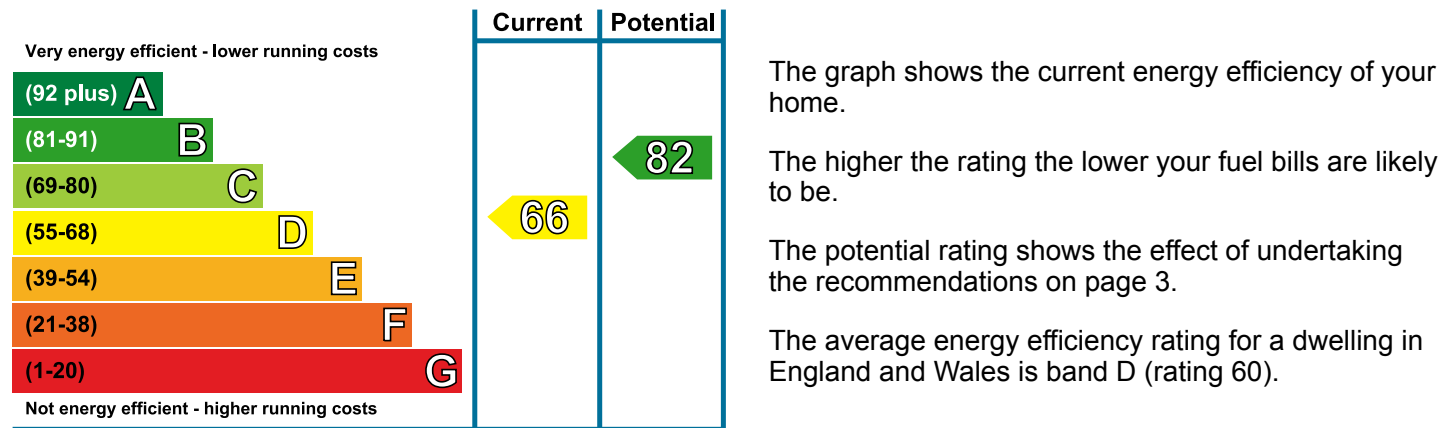 Current Potential
Very energy efficient - lower running costs
(92 plus) A
(81-91) B
82
(69-80) C
(55-68) D
66
(39-54) E
(21-38) F
(1-20) G
Not energy efficient - higher running costs
The graph shows the current energy efficiency of your
home.
The higher the rating the lower your fuel bills are likely
to be.
The potential rating shows the effect of undertaking
the recommendations on page 3.
The average energy efficiency rating for a dwelling in
England and Wales is band D (rating 60).